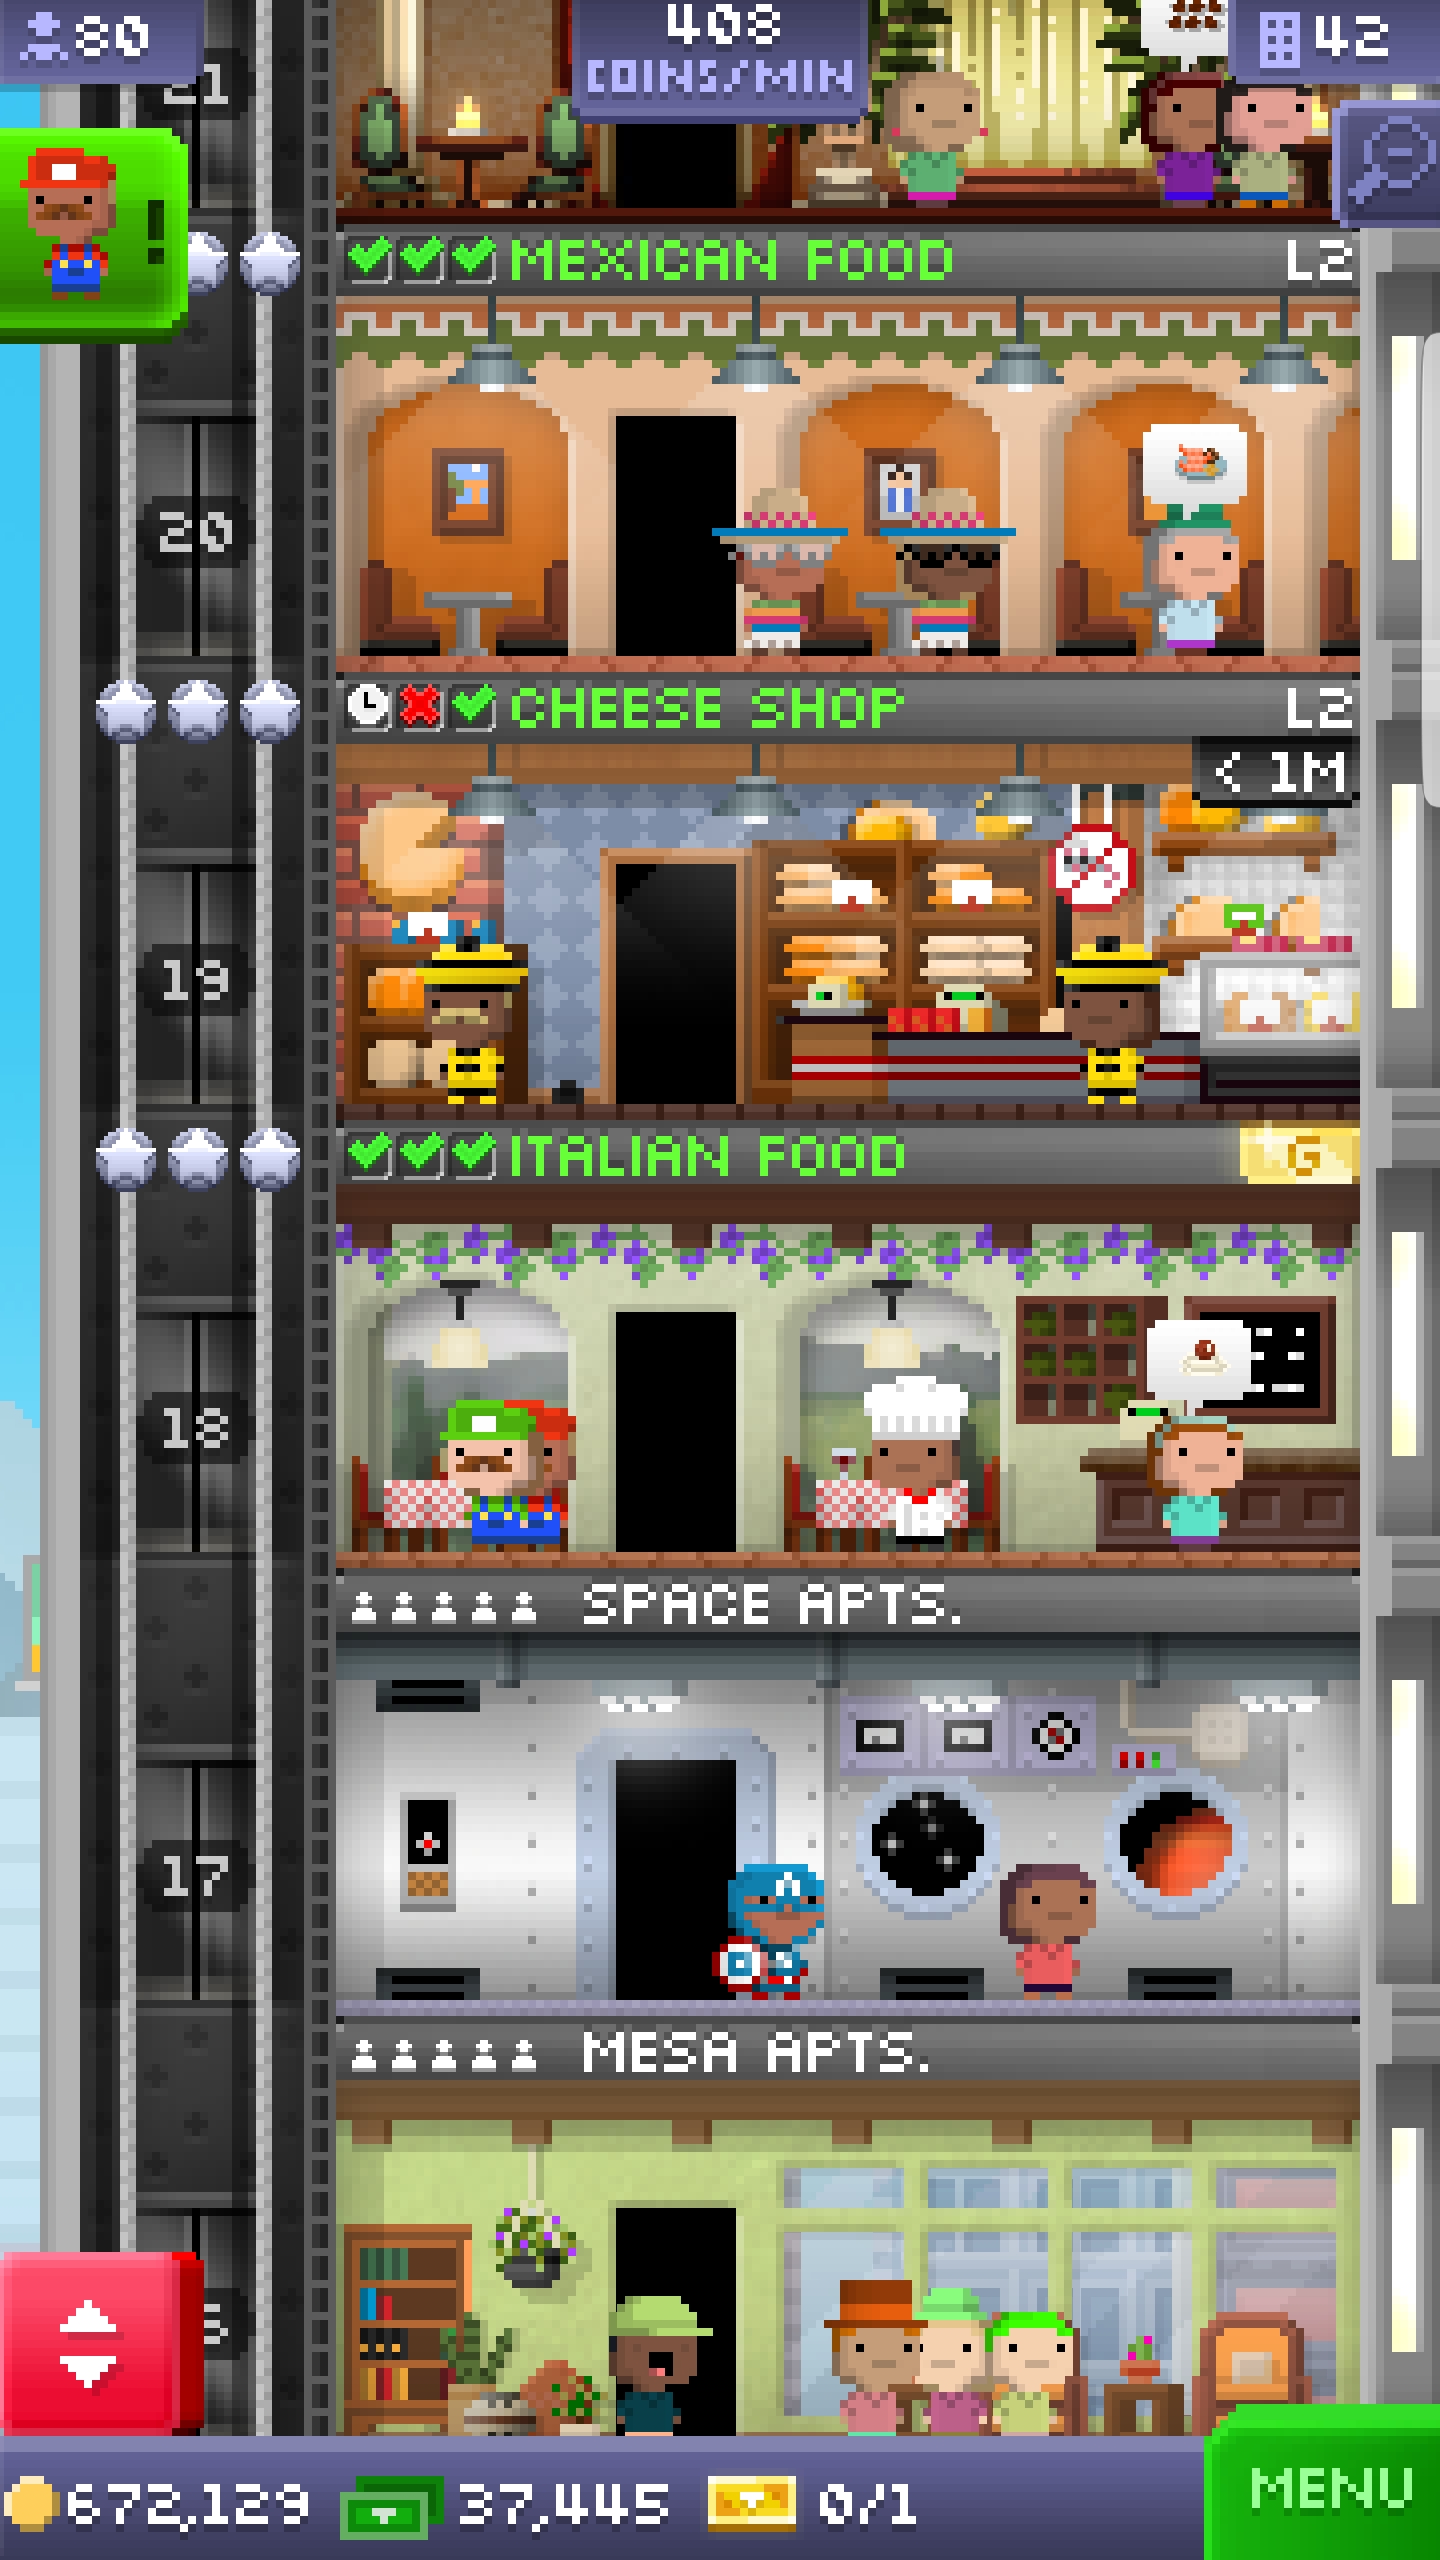 80
408
COINS/MIN
42
21
MEXICAN FOOD
L2
20
CHEESE SHOP
L2
< 1M
19
ITALIAN FOOD
G
18
SPACE APTS.
17
MESA APTS.
672,129
37,445
0/1
MENU